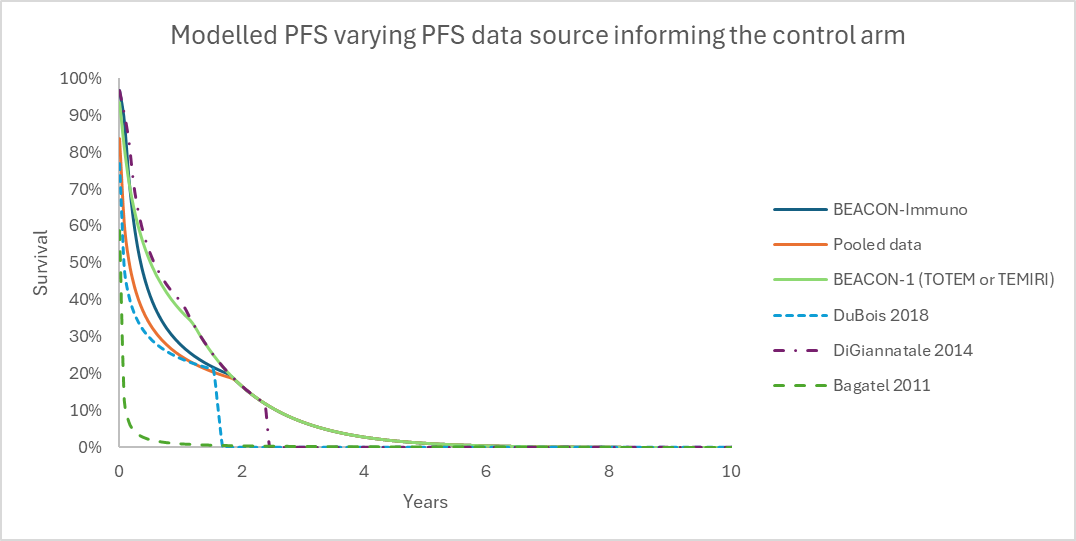 Modelled PFS varying PFS data source informing the control arm
100%
90%
80%
70%
60%
50%
40%
30%
20%
10%
0%
Survival
0 2 4 6 8 10
Years
BEACON-Immuno
Pooled data
BEACON-1 (TOTEM or TEMIRI)
DuBois 2018
DiGiannatale 2014
Bagatel 2011